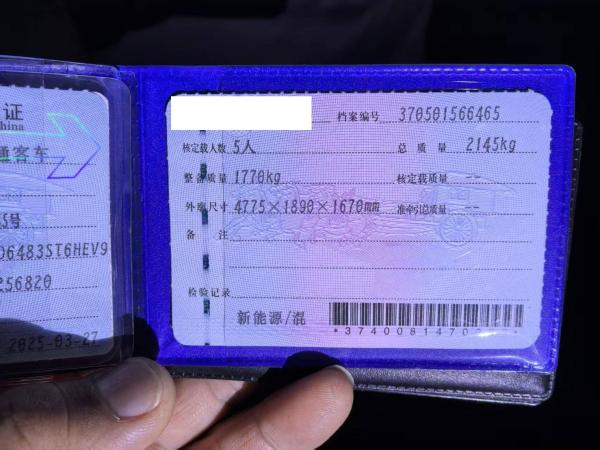 证
China
通客车
5号
D6483ST6HEV9
256820
2025-03-27
档案编号 370501566465
核定载人数 5人 总质量 2145kg
整备质量 1770kg 核定载质量 --
外廓尺寸 4775×1890×1670mm 准牵引总质量 --
备注
检验记录
新能源/混
*3740081470